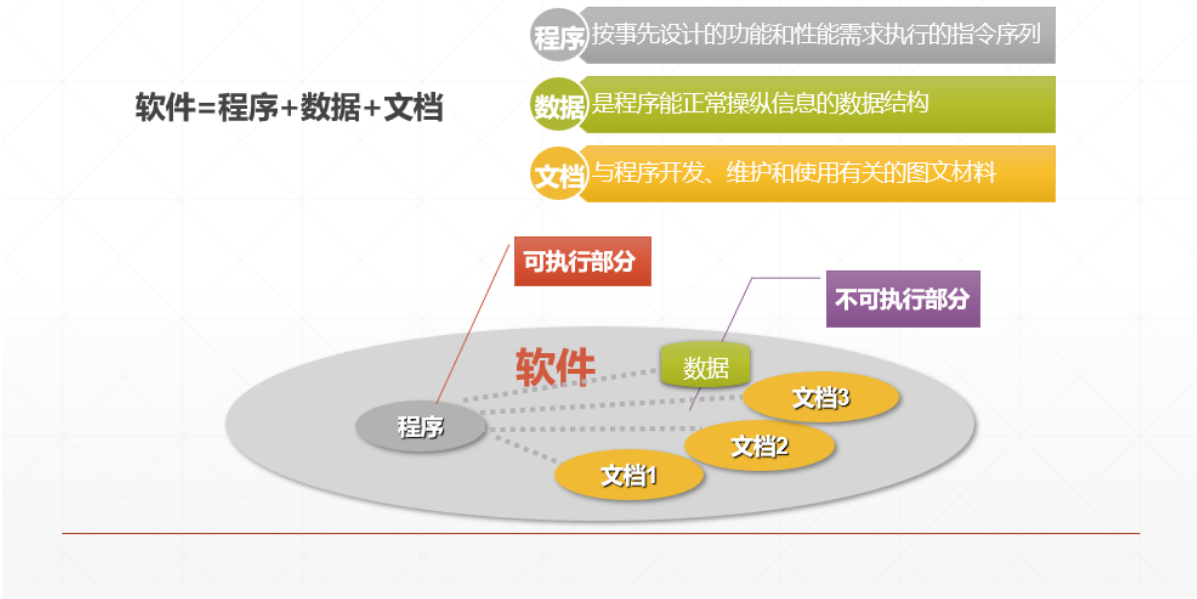 程序 按事先设计的功能和性能需求执行的指令序列
软件=程序+数据+文档
数据 是程序能正常操纵信息的数据结构
文档 与程序开发、维护和使用有关的图文材料
可执行部分
不可执行部分
软件
数据
文档3
程序
文档2
文档1